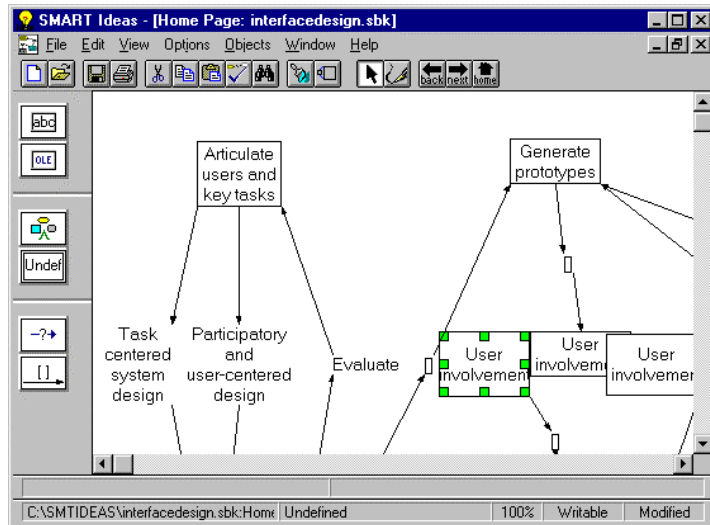 SMART Ideas - [Home Page: interfacedesign.sbk]
File Edit View Options Objects Window Help
back next home
abc
OLE
Undef
-?→
[ ]
Articulate
users and
key tasks
Generate
prototypes
Task
centered
system
design
Participatory
and
user-centered
design
Evaluate
User
involvement
User
involveme
User
involvemen
C:\SMTIDEAS\interfacedesign.sbk:Home Undefined 100% Writable Modified